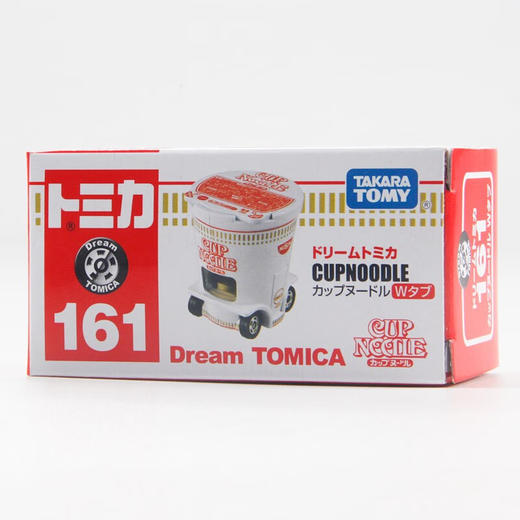 トミカ
®
Dream
TOMICA
161
CUP
NOODLE
Dream TOMICA
TAKARA
TOMY
®
ドリームトミカ
CUPNOODLE
カップヌードル Wタブ
CUP
NOODLE
カップヌードル
161